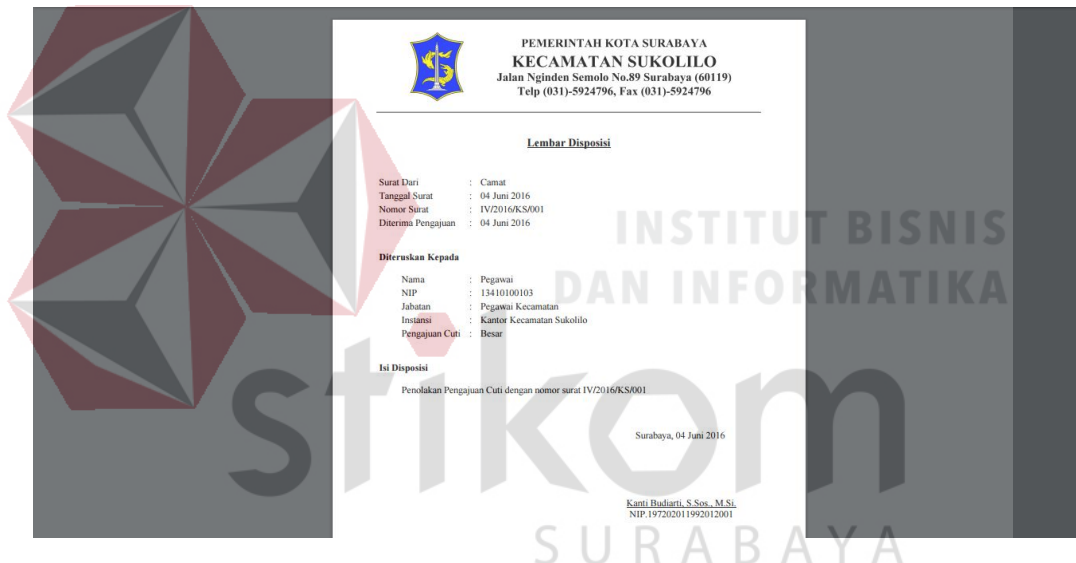 PEMERINTAH KOTA SURABAYA
KECAMATAN SUKOLILO
Jalan Nginden Semolo No.89 Surabaya (60119)
Telp (031)-5924796, Fax (031)-5924796
Lembar Disposisi
Surat Dari : Camat
Tanggal Surat : 04 Juni 2016
Nomor Surat : IV/2016/KS/001
Diterima Pengajuan : 04 Juni 2016
Diteruskan Kepada
Nama : Pegawai
NIP : 13410100103
Jabatan : Pegawai Kecamatan
Instansi : Kantor Kecamatan Sukolilo
Pengajuan Cuti : Besar
Isi Disposisi
Penolakan Pengajuan Cuti dengan nomor surat IV/2016/KS/001
Surabaya, 04 Juni 2016
Kanti Budiarti, S.Sos., M.Si.
NIP.197202011992012001
INSTITUT BISNIS
DAN INFORMATIKA
stikom
SURABAYA